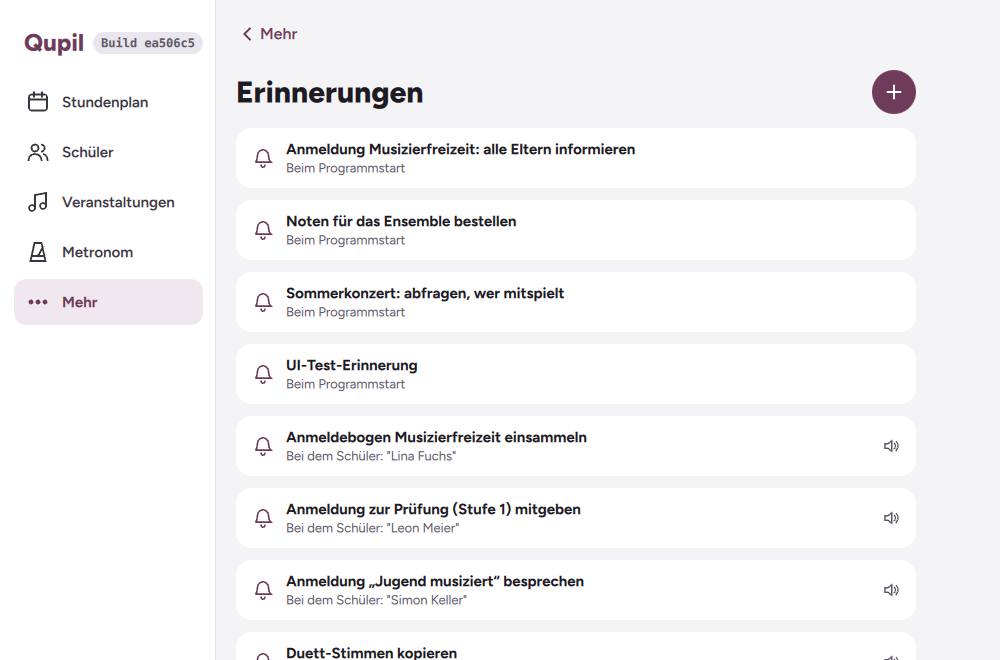 Qupil Build ea506c5
Stundenplan
Schüler
Veranstaltungen
Metronom
Mehr
Mehr
Erinnerungen
Anmeldung Musizierfreizeit: alle Eltern informieren
Beim Programmstart
Noten für das Ensemble bestellen
Beim Programmstart
Sommerkonzert: abfragen, wer mitspielt
Beim Programmstart
UI-Test-Erinnerung
Beim Programmstart
Anmeldebogen Musizierfreizeit einsammeln
Bei dem Schüler: "Lina Fuchs"
Anmeldung zur Prüfung (Stufe 1) mitgeben
Bei dem Schüler: "Leon Meier"
Anmeldung „Jugend musiziert“ besprechen
Bei dem Schüler: "Simon Keller"
Duett-Stimmen kopieren